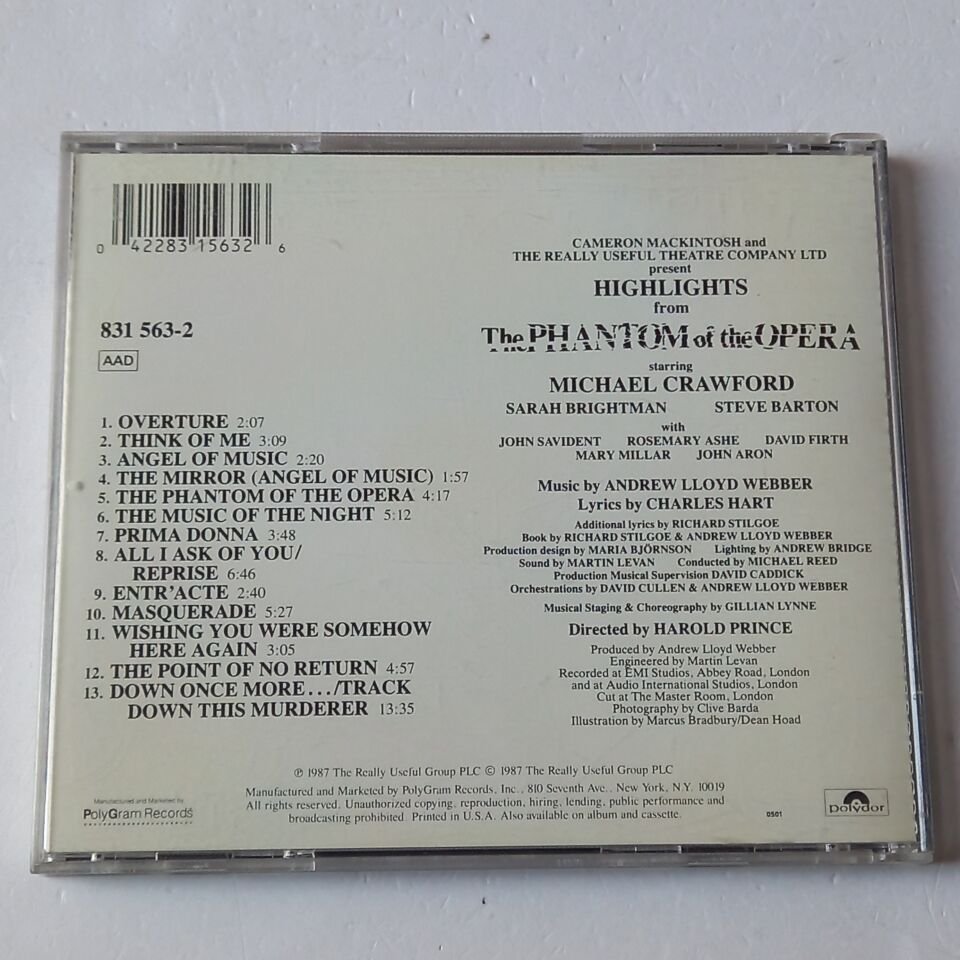 0 42283 15632 6
831 563-2
AAD
1. OVERTURE 2:07
2. THINK OF ME 3:09
3. ANGEL OF MUSIC 2:20
4. THE MIRROR (ANGEL OF MUSIC) 1:57
5. THE PHANTOM OF THE OPERA 4:17
6. THE MUSIC OF THE NIGHT 5:12
7. PRIMA DONNA 3:48
8. ALL I ASK OF YOU/
REPRISE 6:46
9. ENTR'ACTE 2:40
10. MASQUERADE 5:27
11. WISHING YOU WERE SOMEHOW
HERE AGAIN 3:05
12. THE POINT OF NO RETURN 4:57
13. DOWN ONCE MORE.../TRACK
DOWN THIS MURDERER 13:35
CAMERON MACKINTOSH and
THE REALLY USEFUL THEATRE COMPANY LTD
present
HIGHLIGHTS
from
The PHANTOM of the OPERA
starring
MICHAEL CRAWFORD
SARAH BRIGHTMAN STEVE BARTON
with
JOHN SAVIDENT ROSEMARY ASHE DAVID FIRTH
MARY MILLAR JOHN ARON
Music by ANDREW LLOYD WEBBER
Lyrics by CHARLES HART
Additional lyrics by RICHARD STILGOE
Book by RICHARD STILGOE & ANDREW LLOYD WEBBER
Production design by MARIA BJÖRNSON Lighting by ANDREW BRIDGE
Sound by MARTIN LEVAN Conducted by MICHAEL REED
Production Musical Supervision DAVID CADDICK
Orchestrations by DAVID CULLEN & ANDREW LLOYD WEBBER
Musical Staging & Choreography by GILLIAN LYNNE
Directed by HAROLD PRINCE
Produced by Andrew Lloyd Webber
Engineered by Martin Levan
Recorded at EMI Studios, Abbey Road, London
and at Audio International Studios, London
Cut at The Master Room, London
Photography by Clive Barda
Illustration by Marcus Bradbury/Dean Hoad
℗ 1987 The Really Useful Group PLC © 1987 The Really Useful Group PLC
Manufactured and Marketed by PolyGram Records, Inc., 810 Seventh Ave., New York, N.Y. 10019
All rights reserved. Unauthorized copying, reproduction, hiring, lending, public performance and
broadcasting prohibited. Printed in U.S.A. Also available on album and cassette.
Manufactured and Marketed by
PolyGram Records
0501
polydor